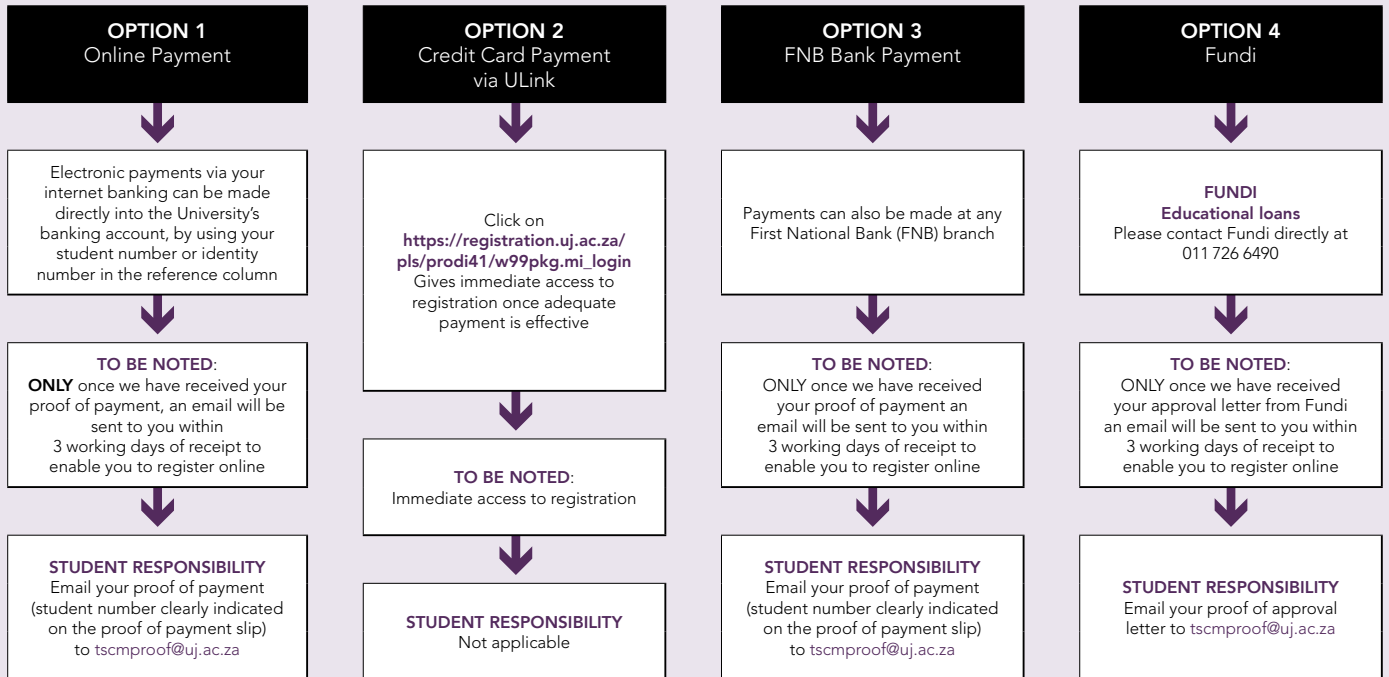 OPTION 1
Online Payment
Electronic payments via your
internet banking can be made
directly into the University's
banking account, by using your
student number or identity
number in the reference column
TO BE NOTED:
ONLY once we have received your
proof of payment, an email will be
sent to you within
3 working days of receipt to
enable you to register online
STUDENT RESPONSIBILITY
Email your proof of payment
(student number clearly indicated
on the proof of payment slip)
to tscmproof@uj.ac.za
OPTION 2
Credit Card Payment
via ULink
Click on
https://registration.uj.ac.za/
pls/prodi41/w99pkg.mi_login
Gives immediate access to
registration once adequate
payment is effective
TO BE NOTED:
Immediate access to registration
STUDENT RESPONSIBILITY
Not applicable
OPTION 3
FNB Bank Payment
Payments can also be made at any
First National Bank (FNB) branch
TO BE NOTED:
ONLY once we have received
your proof of payment an
email will be sent to you within
3 working days of receipt to
enable you to register online
STUDENT RESPONSIBILITY
Email your proof of payment
(student number clearly indicated
on the proof of payment slip)
to tscmproof@uj.ac.za
OPTION 4
Fundi
FUNDI
Educational loans
Please contact Fundi directly at
011 726 6490
TO BE NOTED:
ONLY once we have received
your approval letter from Fundi
an email will be sent to you within
3 working days of receipt to
enable you to register online
STUDENT RESPONSIBILITY
Email your proof of approval
letter to tscmproof@uj.ac.za